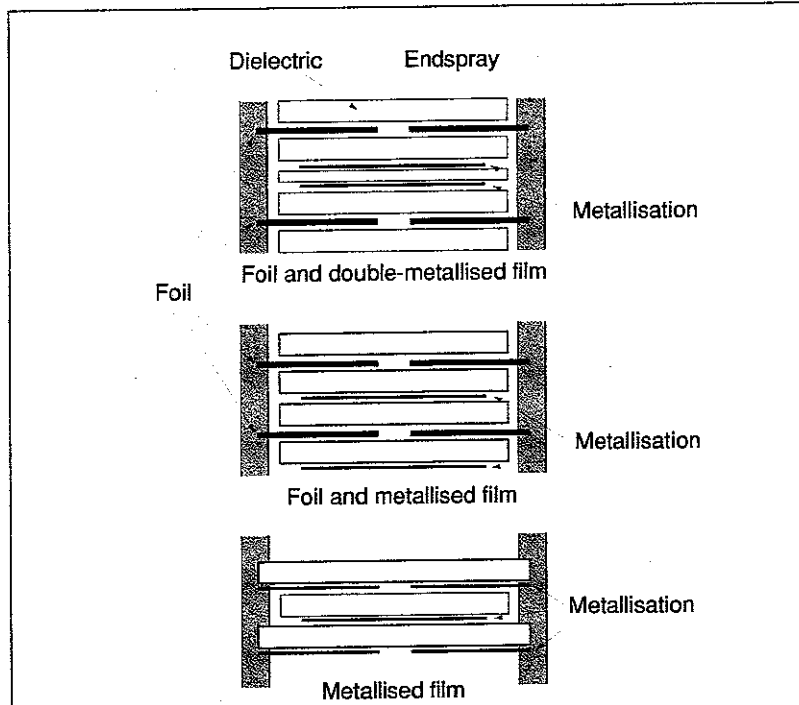 Dielectric Endspray
Metallisation
Foil and double-metallised film
Foil
Metallisation
Foil and metallised film
Metallisation
Metallised film